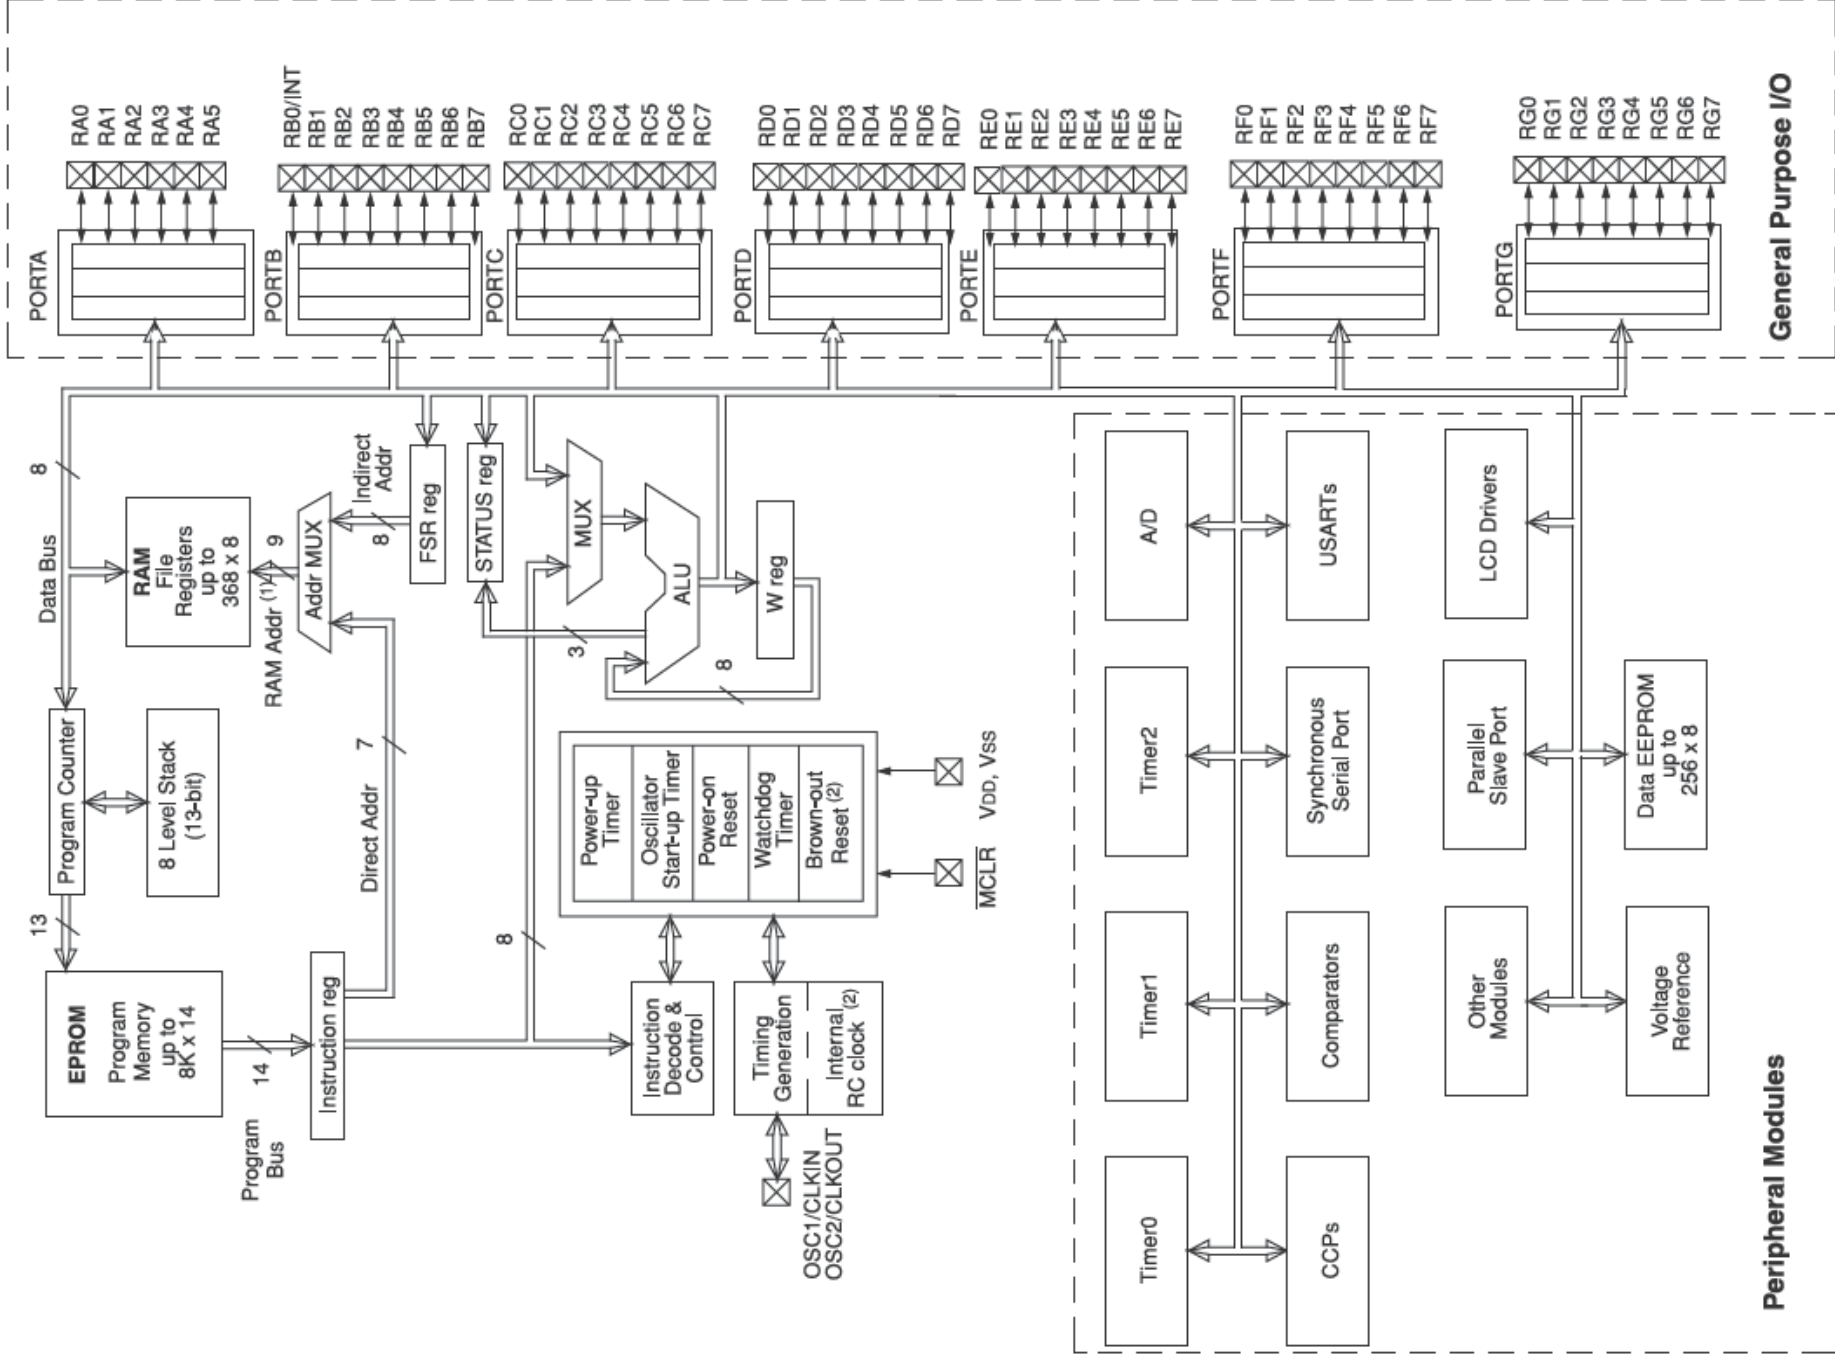 EPROM
Program
Memory
up to
8K x 14
13
Program Counter
8 Level Stack
(13-bit)
Data Bus
8
RAM
File
Registers
up to
368 x 8
Program
Bus
14
Instruction reg
Direct Addr
7
RAM Addr (1)
9
Addr MUX
8
Indirect
Addr
FSR reg
STATUS reg
8
3
MUX
ALU
8
W reg
Instruction
Decode &
Control
Timing
Generation
Internal
RC clock (2)
OSC1/CLKIN
OSC2/CLKOUT
Power-up
Timer
Oscillator
Start-up Timer
Power-on
Reset
Watchdog
Timer
Brown-out
Reset (2)
MCLR
VDD, VSS
PORTA
RA0
RA1
RA2
RA3
RA4
RA5
PORTB
RB0/INT
RB1
RB2
RB3
RB4
RB5
RB6
RB7
PORTC
RC0
RC1
RC2
RC3
RC4
RC5
RC6
RC7
PORTD
RD0
RD1
RD2
RD3
RD4
RD5
RD6
RD7
PORTE
RE0
RE1
RE2
RE3
RE4
RE5
RE6
RE7
PORTF
RF0
RF1
RF2
RF3
RF4
RF5
RF6
RF7
PORTG
RG0
RG1
RG2
RG3
RG4
RG5
RG6
RG7
General Purpose I/O
Timer0
Timer1
Timer2
A/D
CCPs
Comparators
Synchronous
Serial Port
USARTs
Other
Modules
Parallel
Slave Port
LCD Drivers
Voltage
Reference
Data EEPROM
up to
256 x 8
Peripheral Modules